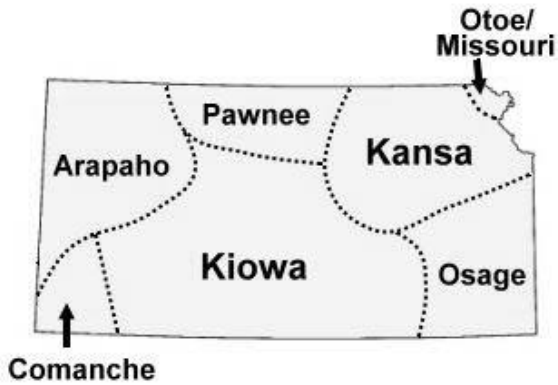 Otoe/
Missouri
Pawnee
Kansa
Arapaho
Kiowa
Osage
Comanche